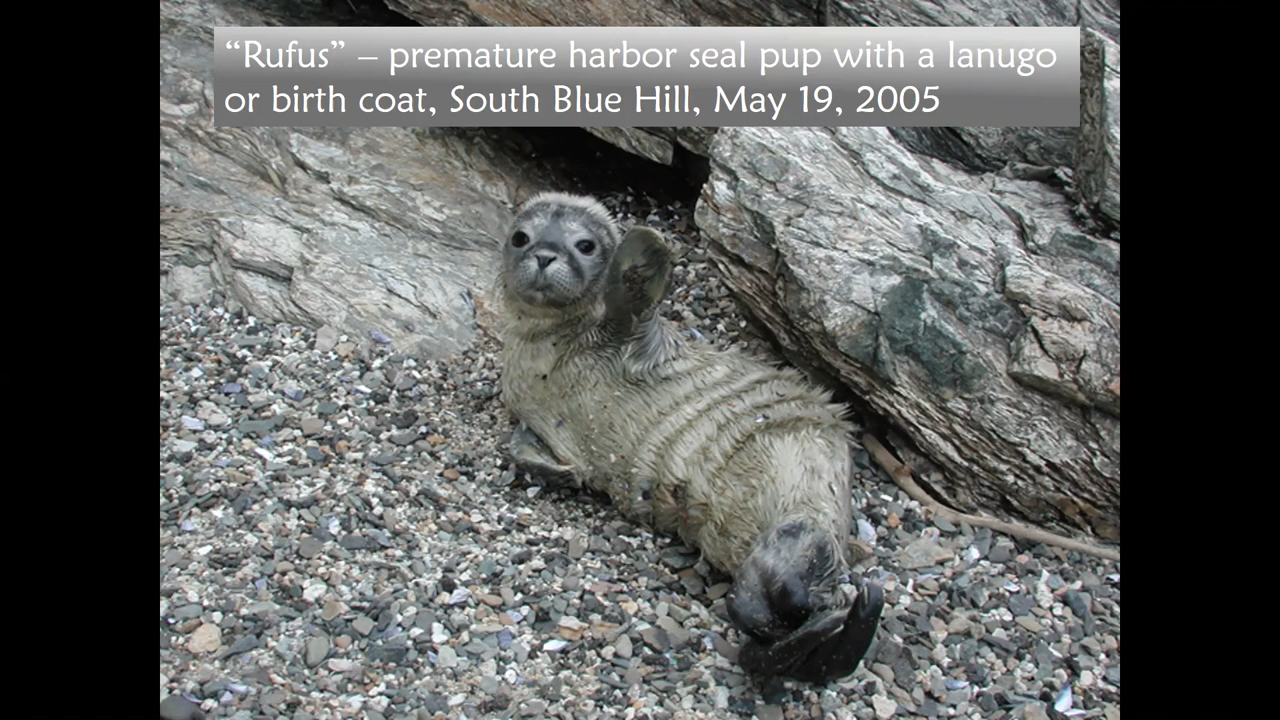 “Rufus” – premature harbor seal pup with a lanugo
or birth coat, South Blue Hill, May 19, 2005